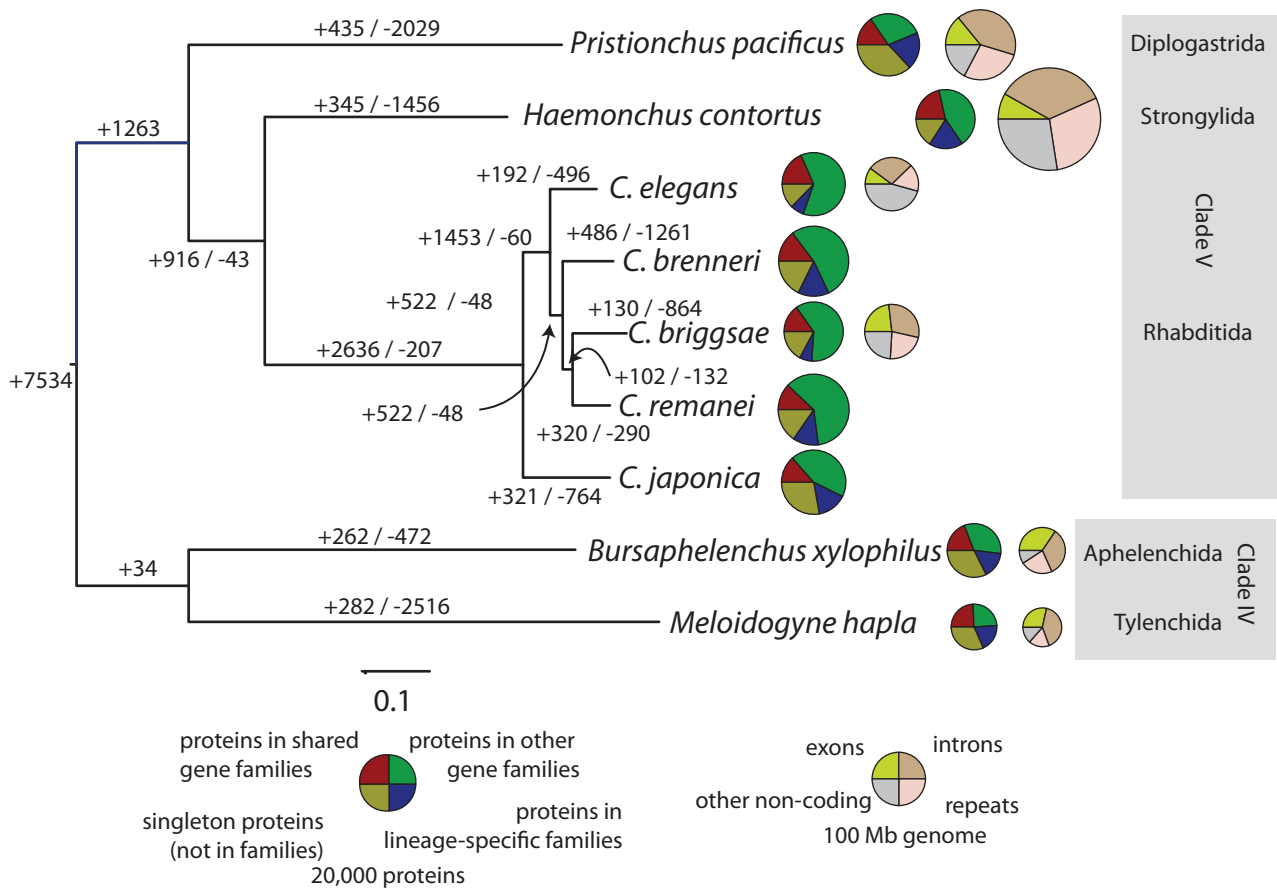 +435 / -2029
Pristionchus pacificus
Diplogastrida
+1263
+345 / -1456
Haemonchus contortus
Strongylida
+192 / -496
C. elegans
Clade V
+1453 / -60
+486 / -1261
+916 / -43
C. brenneri
+522 / -48
+130 / -864
C. briggsae
Rhabditida
+2636 / -207
+7534
+102 / -132
+522 / -48
C. remanei
+320 / -290
C. japonica
+321 / -764
+262 / -472
Bursaphelenchus xylophilus
Aphelenchida
Clade IV
+34
+282 / -2516
Meloidogyne hapla
Tylenchida
0.1
proteins in shared
gene families
proteins in other
gene families
singleton proteins
(not in families)
proteins in
lineage-specific families
20,000 proteins
exons
introns
other non-coding
repeats
100 Mb genome